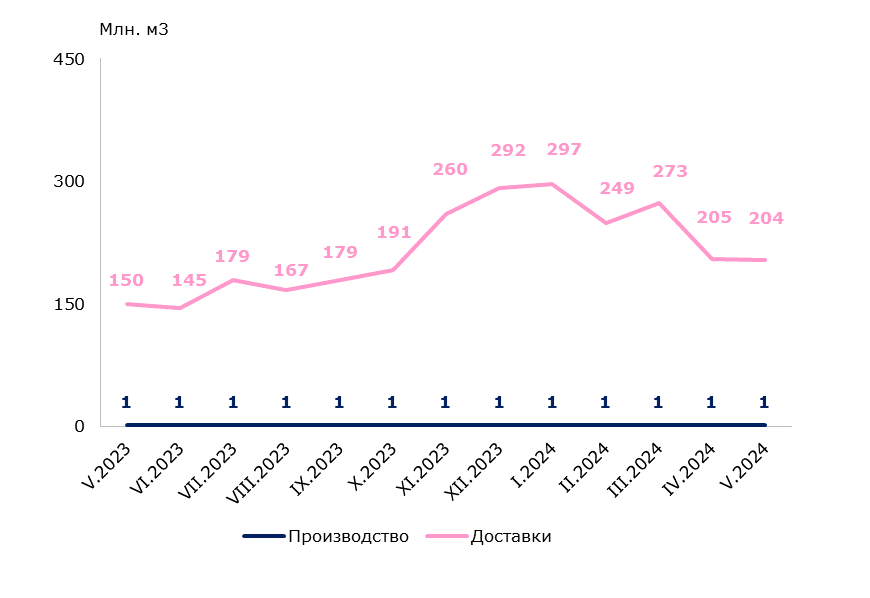 Млн. м3
450
300
150
0
150 145 179 167 179 191 260 292 297 249 273 205 204
1 1 1 1 1 1 1 1 1 1 1 1 1
V.2023 VI.2023 VII.2023 VIII.2023 IX.2023 X.2023 XI.2023 XII.2023 I.2024 II.2024 III.2024 IV.2024 V.2024
Производство Доставки